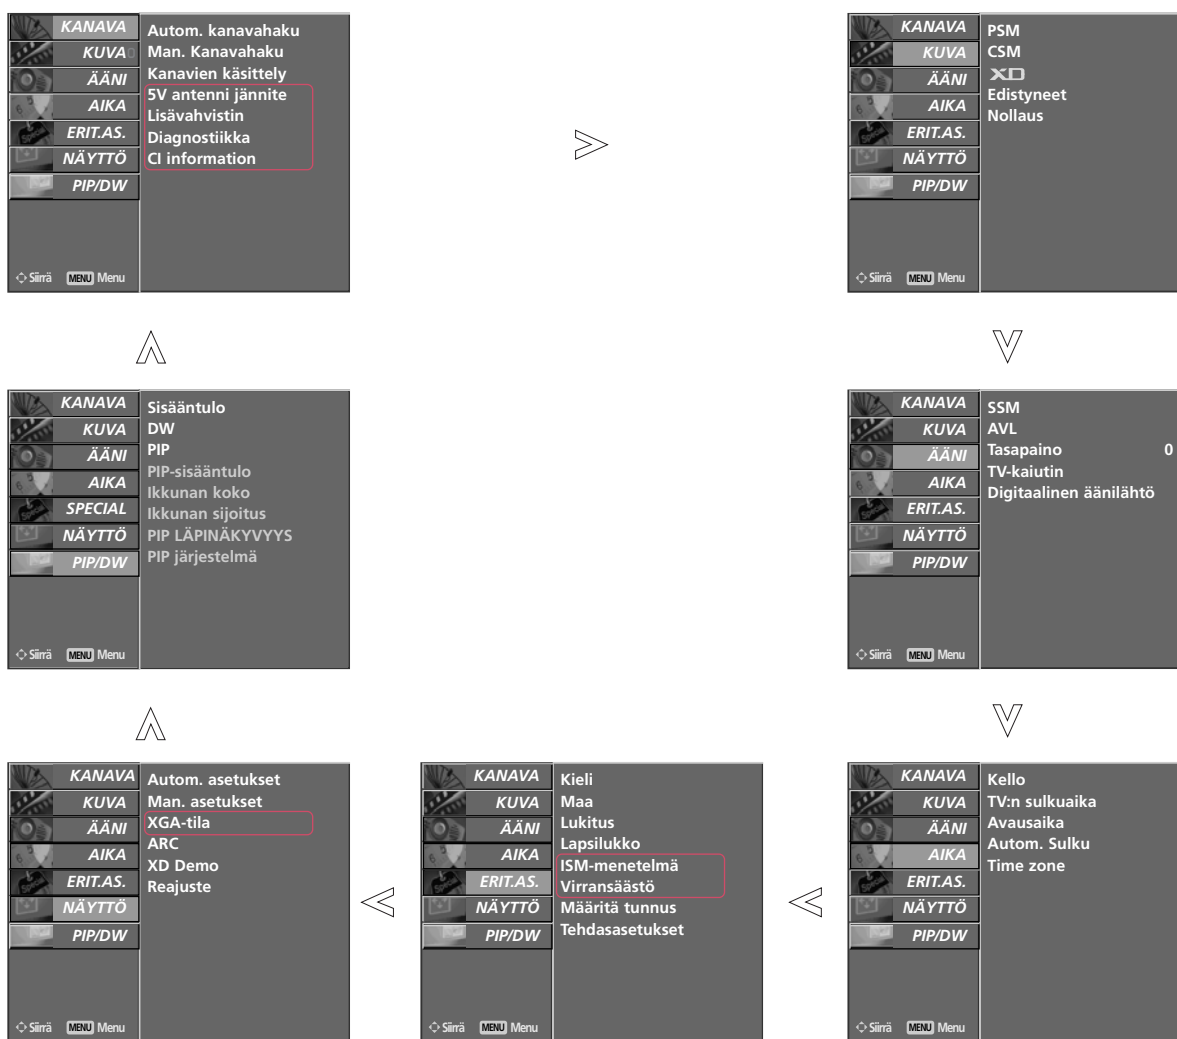 KANAVA
KUVA
ÄÄNI
AIKA
ERIT.AS.
NÄYTTÖ
PIP/DW
Autom. kanavahaku
Man. Kanavahaku
Kanavien käsittely
5V antenni jännite
Lisävahvistin
Diagnostiikka
CI information
Siirrä MENU Menu
KANAVA
KUVA
ÄÄNI
AIKA
ERIT.AS.
NÄYTTÖ
PIP/DW
PSM
CSM
XD
Edistyneet
Nollaus
Siirrä MENU Menu
KANAVA
KUVA
ÄÄNI
AIKA
SPECIAL
NÄYTTÖ
PIP/DW
Sisääntulo
DW
PIP
PIP-sisääntulo
Ikkunan koko
Ikkunan sijoitus
PIP LÄPINÄKYVYYS
PIP järjestelmä
Siirrä MENU Menu
KANAVA
KUVA
ÄÄNI
AIKA
ERIT.AS.
NÄYTTÖ
PIP/DW
SSM
AVL
Tasapaino 0
TV-kaiutin
Digitaalinen äänilähtö
Siirrä MENU Menu
KANAVA
KUVA
ÄÄNI
AIKA
ERIT.AS.
NÄYTTÖ
PIP/DW
Autom. asetukset
Man. asetukset
XGA-tila
ARC
XD Demo
Reajuste
Siirrä MENU Menu
KANAVA
KUVA
ÄÄNI
AIKA
ERIT.AS.
NÄYTTÖ
PIP/DW
Kieli
Maa
Lukitus
Lapsilukko
ISM-menetelmä
Virransäästö
Määritä tunnus
Tehdasasetukset
Siirrä MENU Menu
KANAVA
KUVA
ÄÄNI
AIKA
ERIT.AS.
NÄYTTÖ
PIP/DW
Kello
TV:n sulkuaika
Avausaika
Autom. Sulku
Time zone
Siirrä MENU Menu